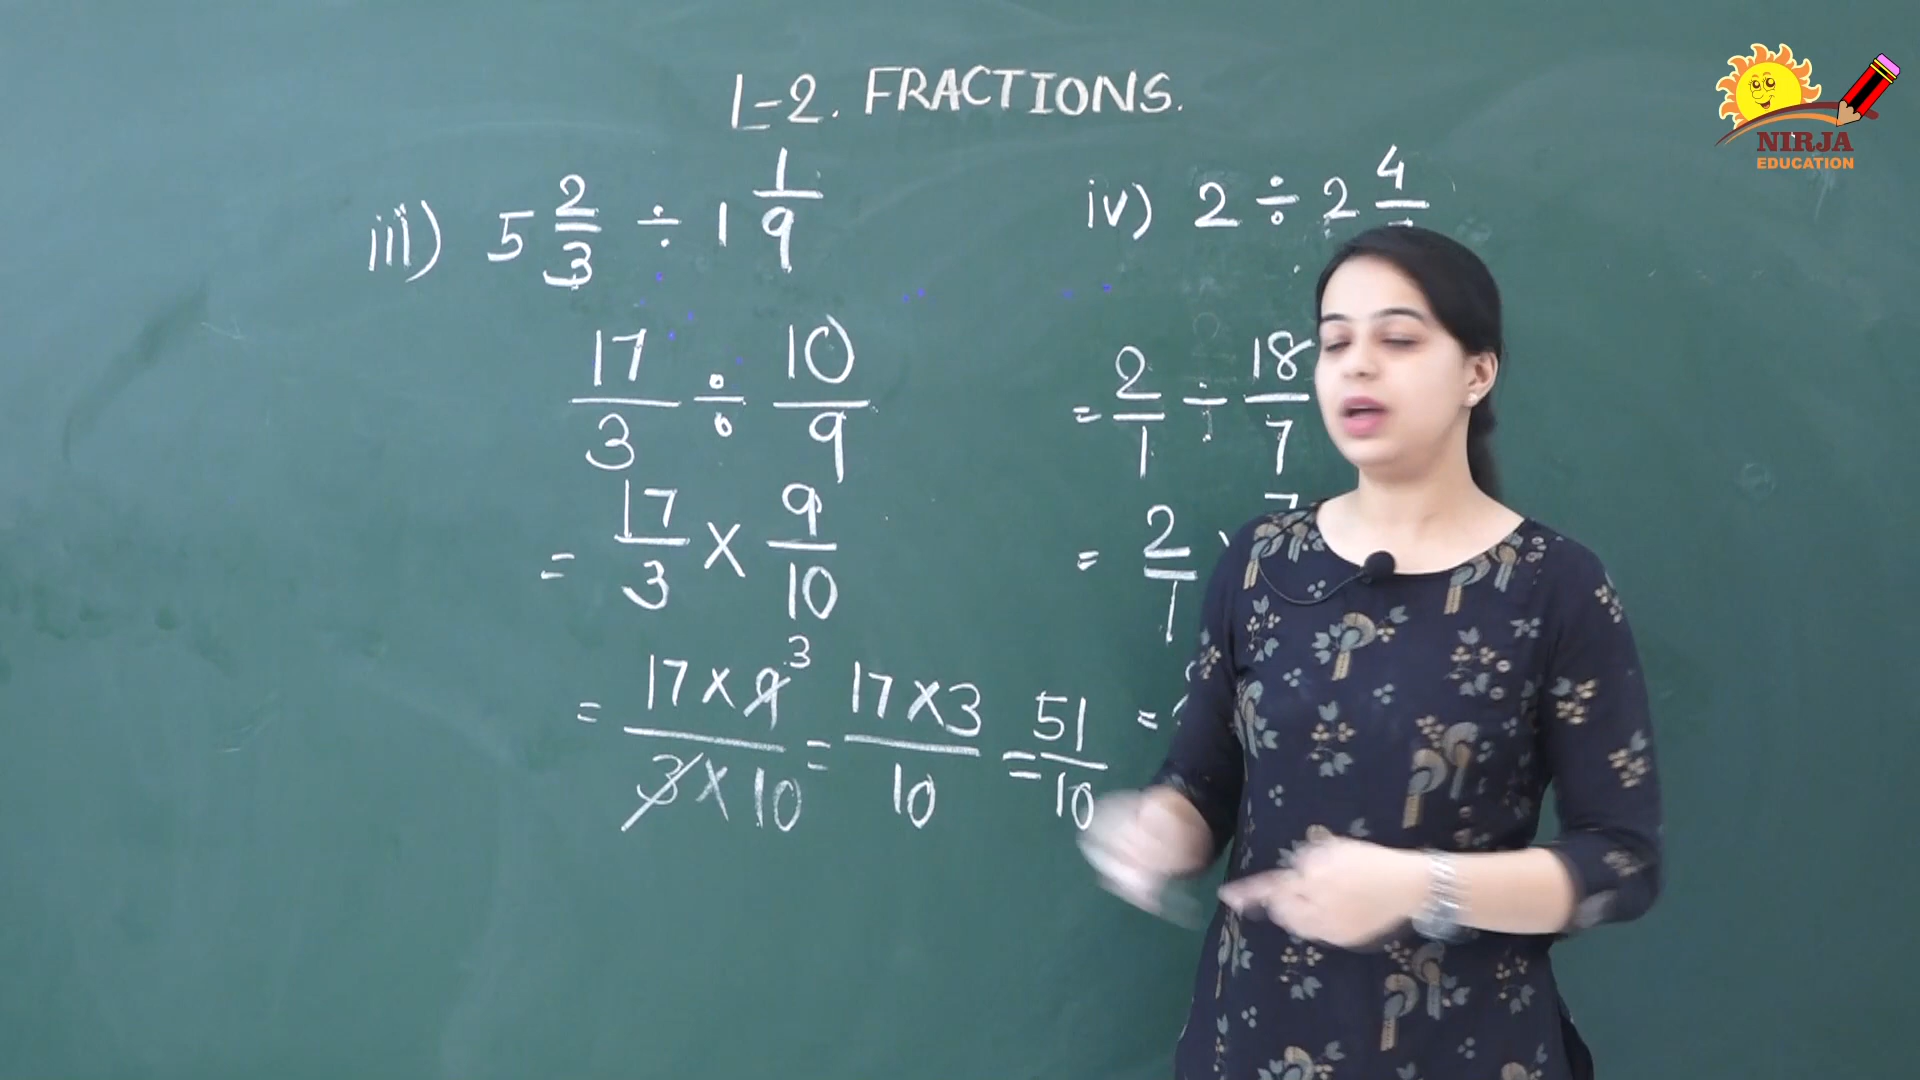 L-2. FRACTIONS.
iii) 5 2/3 ÷ 1 1/9
17/3 ÷ 10/9
= 17/3 X 9/10
= 17 X 9 3 / 3 X 10 = 17 X 3 / 10 = 51/10
iv) 2 ÷ 2 4
= 2/1 ÷ 18/7
= 2/1
=
NIRJA
EDUCATION